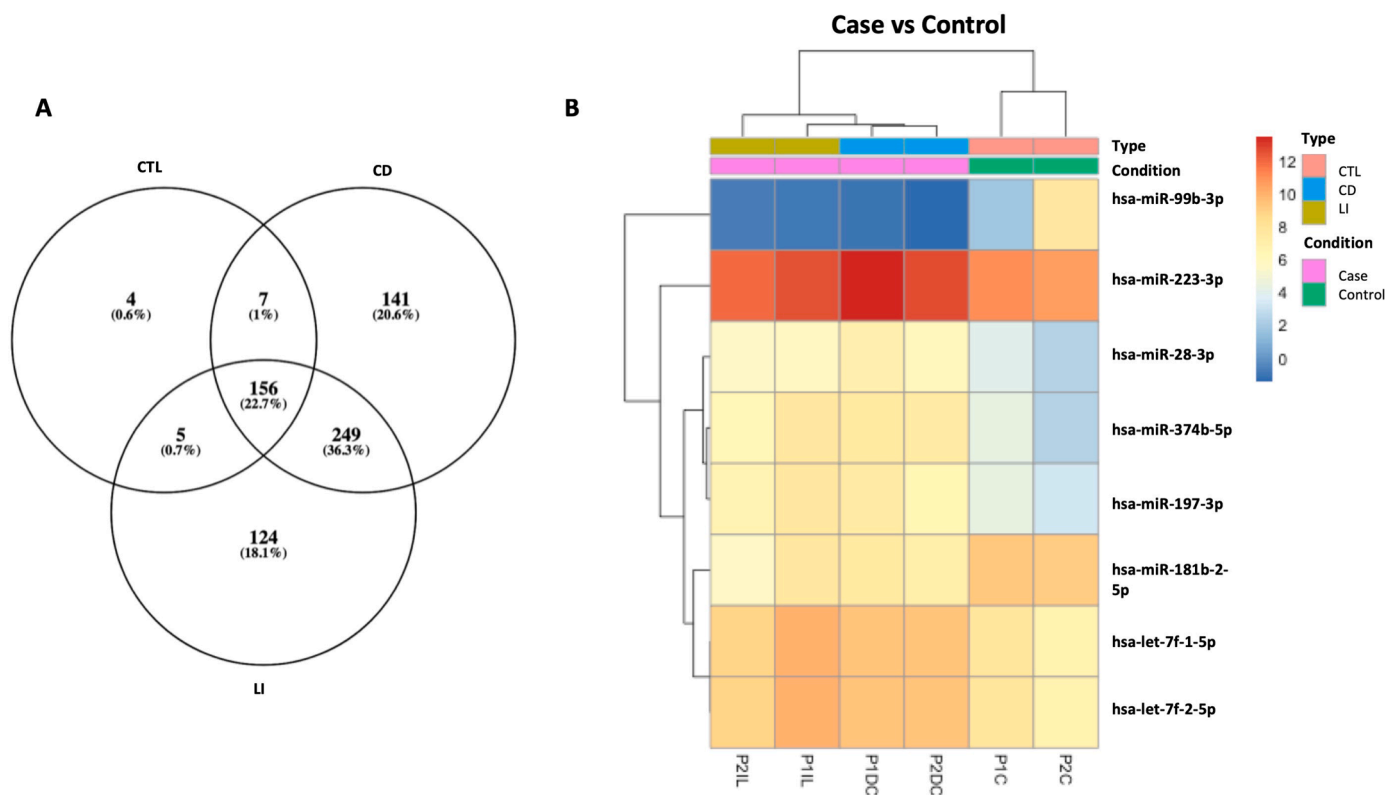 Case vs Control
A
B
CTL
CD
4
(0.6%)
7
(1%)
141
(20.6%)
156
(22.7%)
5
(0.7%)
249
(36.3%)
124
(18.1%)
LI
Type
Condition
hsa-miR-99b-3p
hsa-miR-223-3p
hsa-miR-28-3p
hsa-miR-374b-5p
hsa-miR-197-3p
hsa-miR-181b-2-
5p
hsa-let-7f-1-5p
hsa-let-7f-2-5p
P2IL
P1IL
P1DC
P2DC
P1C
P2C
12
10
8
6
4
2
0
Type
CTL
CD
LI
Condition
Case
Control